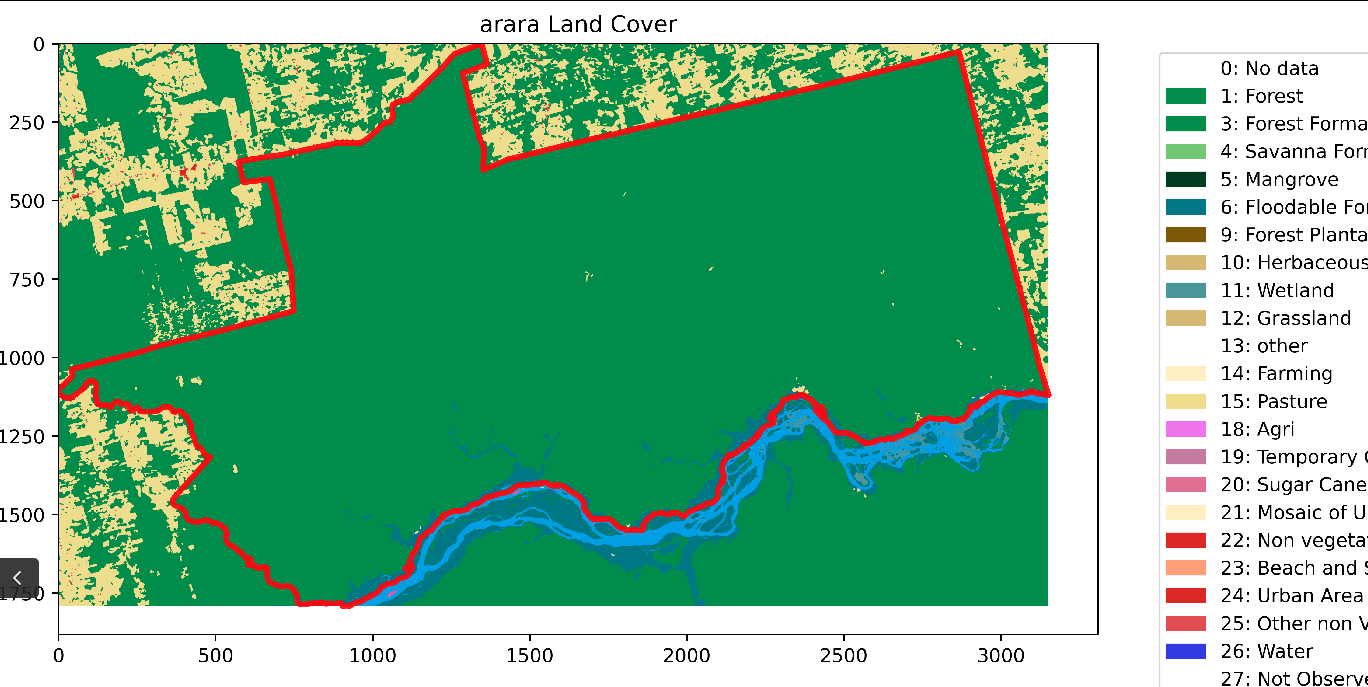 arara Land Cover
0
250
500
750
1000
1250
1500
1750
0
500
1000
1500
2000
2500
3000
0: No data
1: Forest
3: Forest Forma
4: Savanna For
5: Mangrove
6: Floodable Fo
9: Forest Planta
10: Herbaceous
11: Wetland
12: Grassland
13: other
14: Farming
15: Pasture
18: Agri
19: Temporary
20: Sugar Cane
21: Mosaic of U
22: Non vegeta
23: Beach and S
24: Urban Area
25: Other non V
26: Water
27: Not Observe